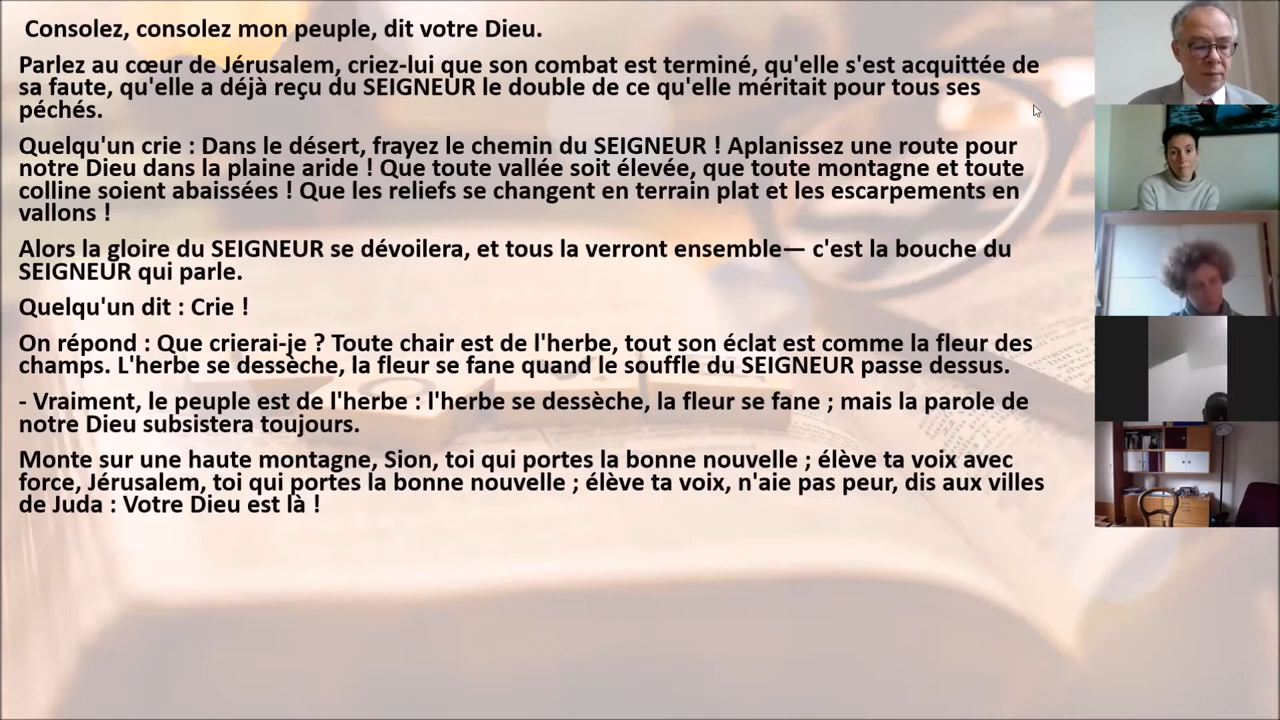 Consolez, consolez mon peuple, dit votre Dieu.
Parlez au cœur de Jérusalem, criez-lui que son combat est terminé, qu'elle s'est acquittée de
sa faute, qu'elle a déjà reçu du SEIGNEUR le double de ce qu'elle méritait pour tous ses
péchés.
Quelqu'un crie : Dans le désert, frayez le chemin du SEIGNEUR ! Aplanissez une route pour
notre Dieu dans la plaine aride ! Que toute vallée soit élevée, que toute montagne et toute
colline soient abaissées ! Que les reliefs se changent en terrain plat et les escarpements en
vallons !
Alors la gloire du SEIGNEUR se dévoilera, et tous la verront ensemble— c'est la bouche du
SEIGNEUR qui parle.
Quelqu'un dit : Crie !
On répond : Que crierai-je ? Toute chair est de l'herbe, tout son éclat est comme la fleur des
champs. L'herbe se dessèche, la fleur se fane quand le souffle du SEIGNEUR passe dessus.
- Vraiment, le peuple est de l'herbe : l'herbe se dessèche, la fleur se fane ; mais la parole de
notre Dieu subsistera toujours.
Monte sur une haute montagne, Sion, toi qui portes la bonne nouvelle ; élève ta voix avec
force, Jérusalem, toi qui portes la bonne nouvelle ; élève ta voix, n'aie pas peur, dis aux villes
de Juda : Votre Dieu est là !